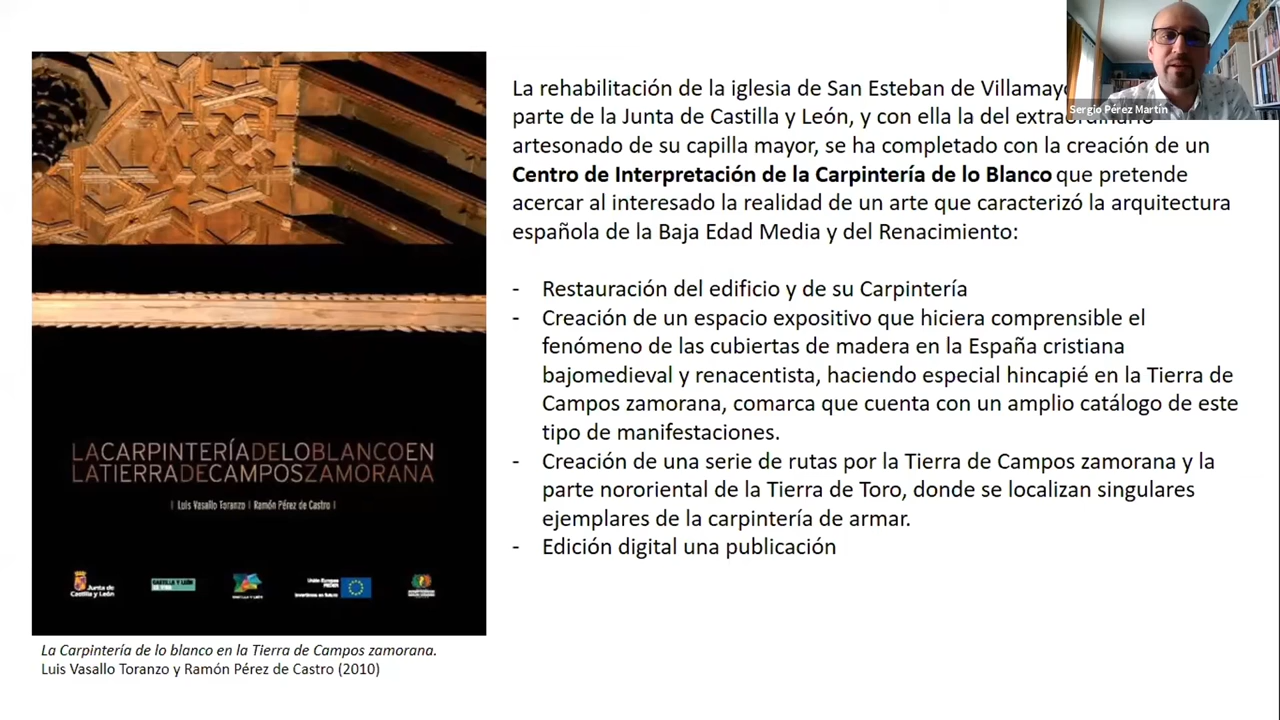 LACARPINTERÍADELOBLANCOEN
LATIERRADECAMPOSZAMORANA
| Luis Vasallo Toranzo | Ramón Pérez de Castro |
Junta de
Castilla y León
CASTILLA Y LEÓN
La Carpintería de lo blanco en la Tierra de Campos zamorana.
Luis Vasallo Toranzo y Ramón Pérez de Castro (2010)
La rehabilitación de la iglesia de San Esteban de Villamayo
parte de la Junta de Castilla y León, y con ella la del extraordinario
artesonado de su capilla mayor, se ha completado con la creación de un
Centro de Interpretación de la Carpintería de lo Blanco que pretende
acercar al interesado la realidad de un arte que caracterizó la arquitectura
española de la Baja Edad Media y del Renacimiento:
- Restauración del edificio y de su Carpintería
- Creación de un espacio expositivo que hiciera comprensible el
fenómeno de las cubiertas de madera en la España cristiana
bajomedieval y renacentista, haciendo especial hincapié en la Tierra de
Campos zamorana, comarca que cuenta con un amplio catálogo de este
tipo de manifestaciones.
- Creación de una serie de rutas por la Tierra de Campos zamorana y la
parte nororiental de la Tierra de Toro, donde se localizan singulares
ejemplares de la carpintería de armar.
- Edición digital una publicación
Sergio Pérez Martín